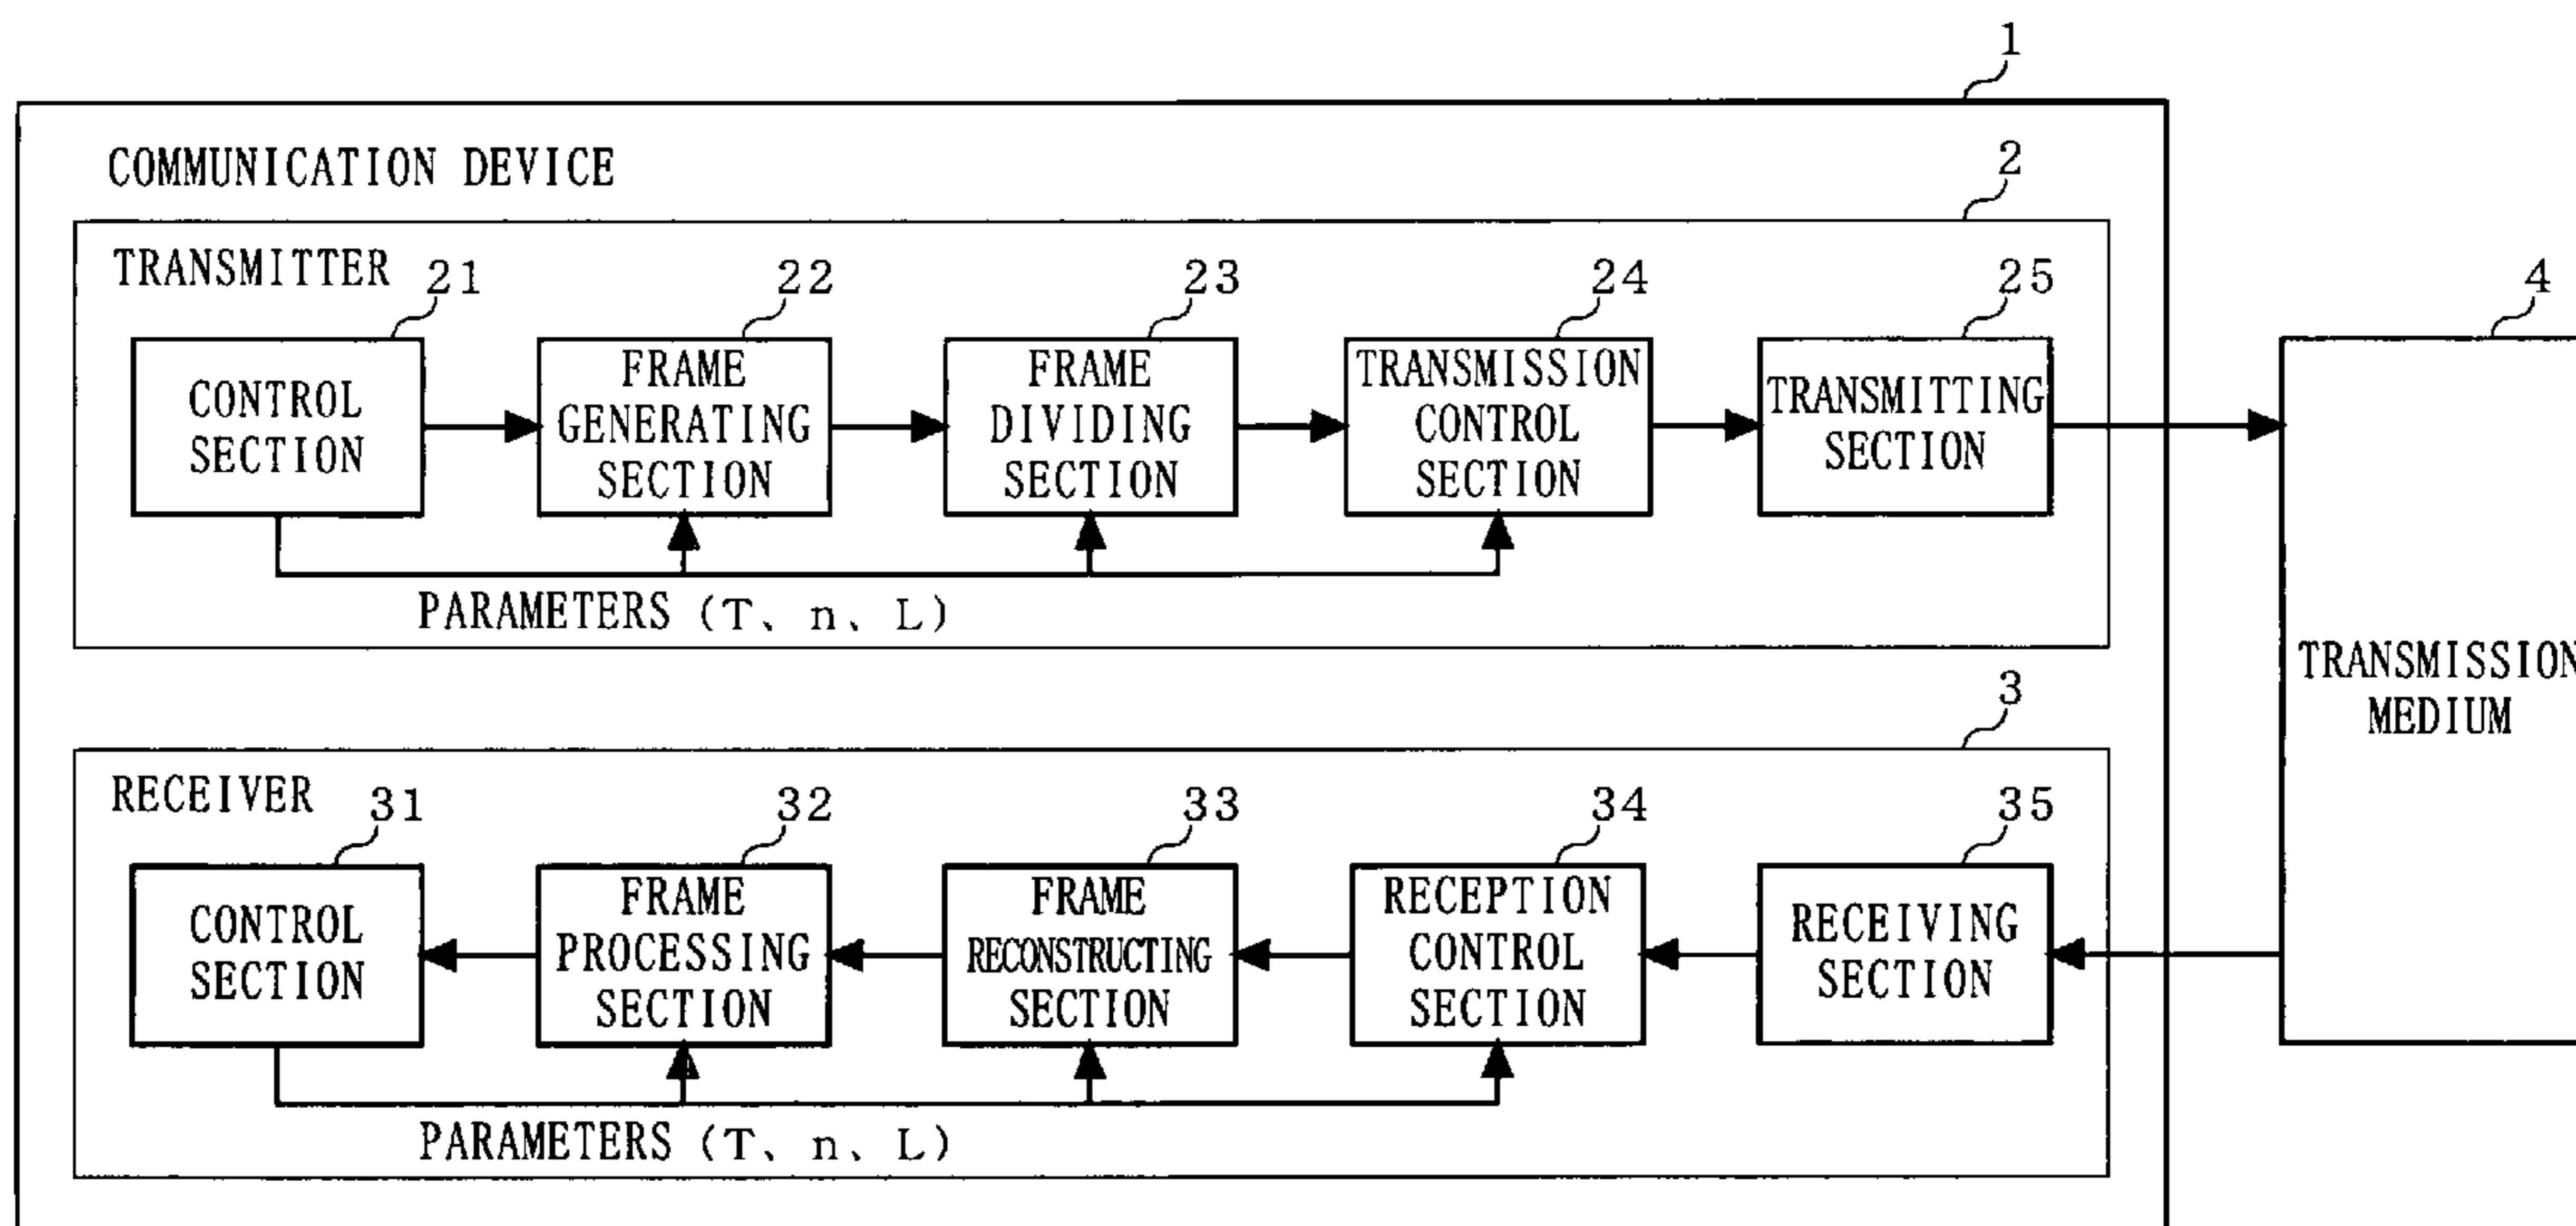 1
COMMUNICATION DEVICE
2
TRANSMITTER
21
22
23
24
25
4
CONTROL
SECTION
FRAME
GENERATING
SECTION
FRAME
DIVIDING
SECTION
TRANSMISSION
CONTROL
SECTION
TRANSMITTING
SECTION
PARAMETERS (T、n、L)
TRANSMISSION
MEDIUM
3
RECEIVER
31
32
33
34
35
CONTROL
SECTION
FRAME
PROCESSING
SECTION
FRAME
RECONSTRUCTING
SECTION
RECEPTION
CONTROL
SECTION
RECEIVING
SECTION
PARAMETERS (T、n、L)